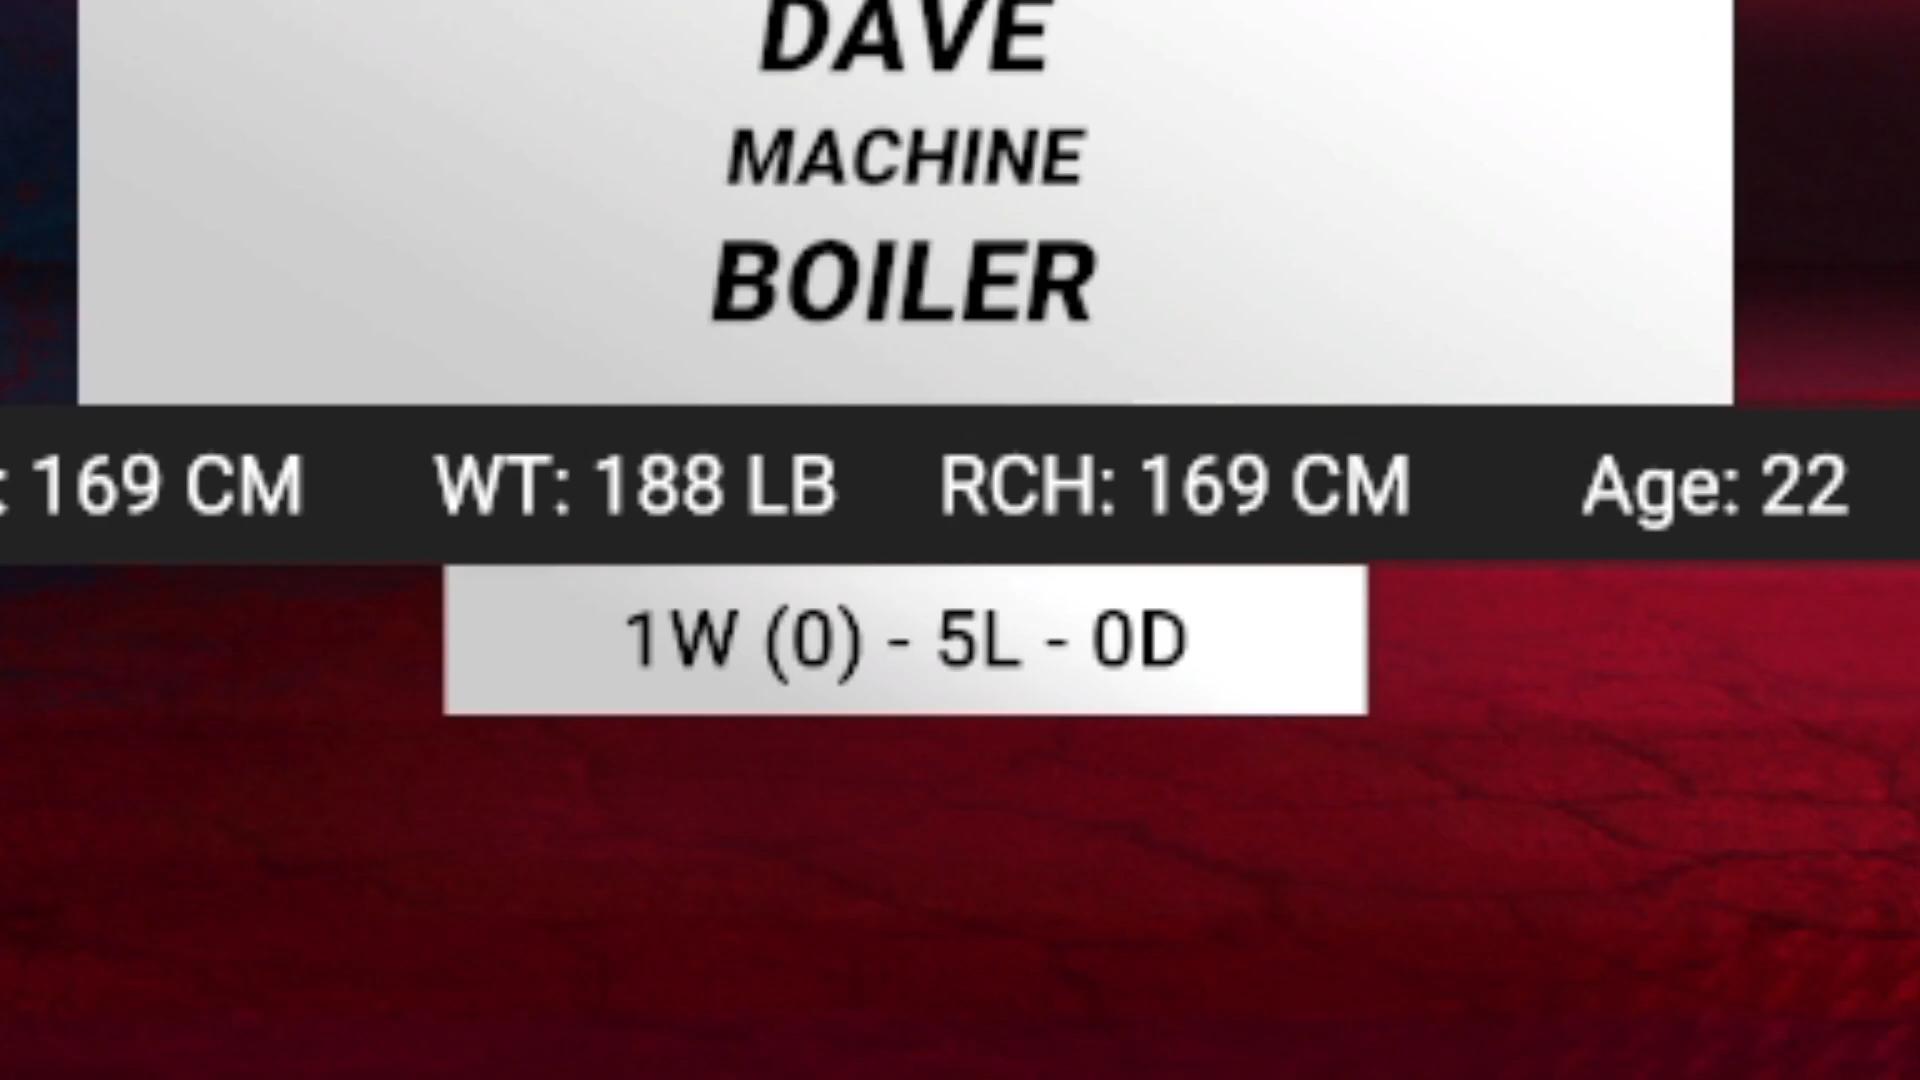 DAVE
MACHINE
BOILER
: 169 CM WT: 188 LB RCH: 169 CM Age: 22
1W (0) - 5L - 0D